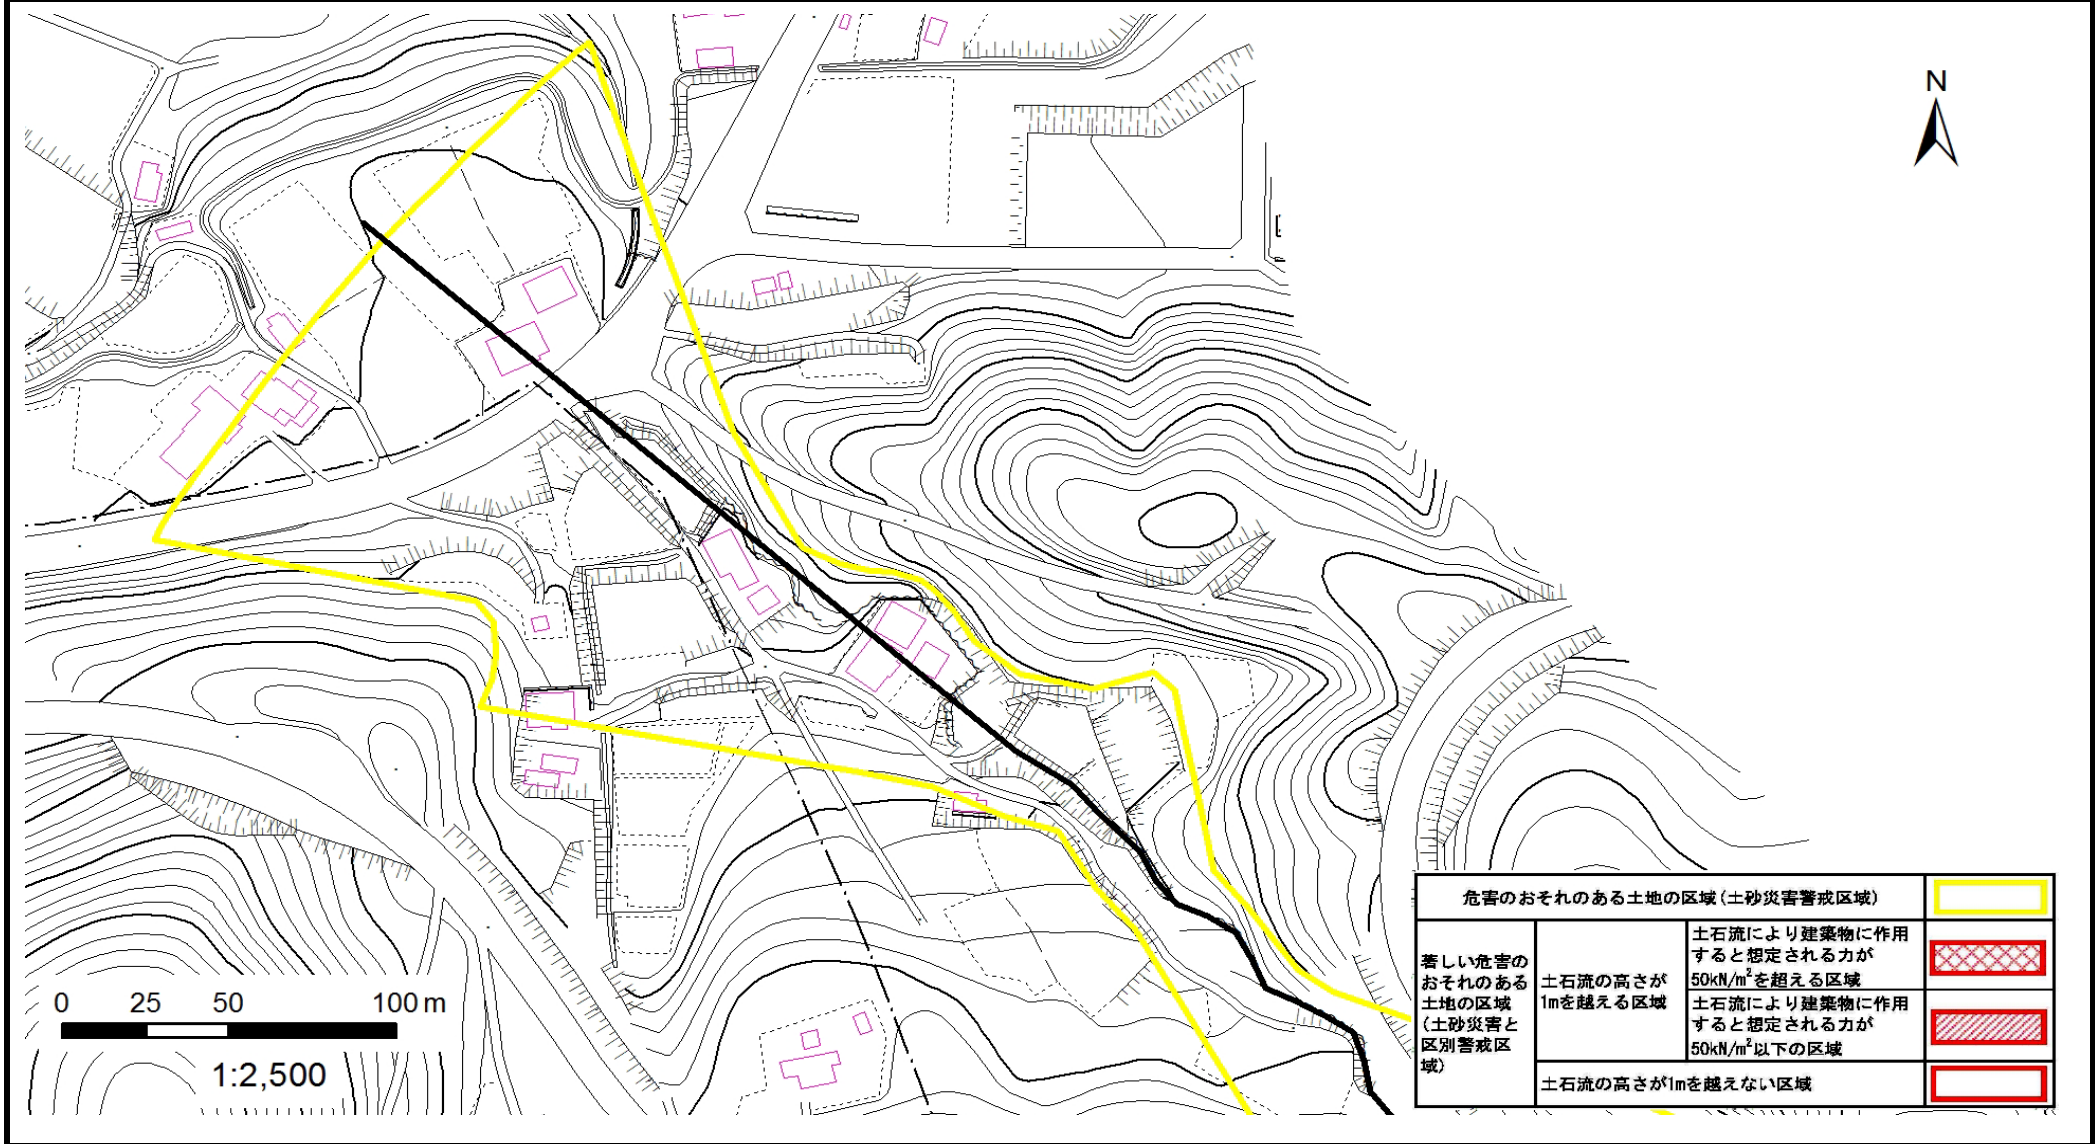 N
危害のおそれのある土地の区域(土砂災害警戒区域)
著しい危害の
おそれのある
土地の区域
(土砂災害と
区別警戒区
域)
土石流の高さが
1mを越える区域
土石流により建築物に作用
すると想定される力が
50kN/m²を超える区域
土石流により建築物に作用
すると想定される力が
50kN/m²以下の区域
土石流の高さが1mを越えない区域
0 25 50 100 m
1:2,500